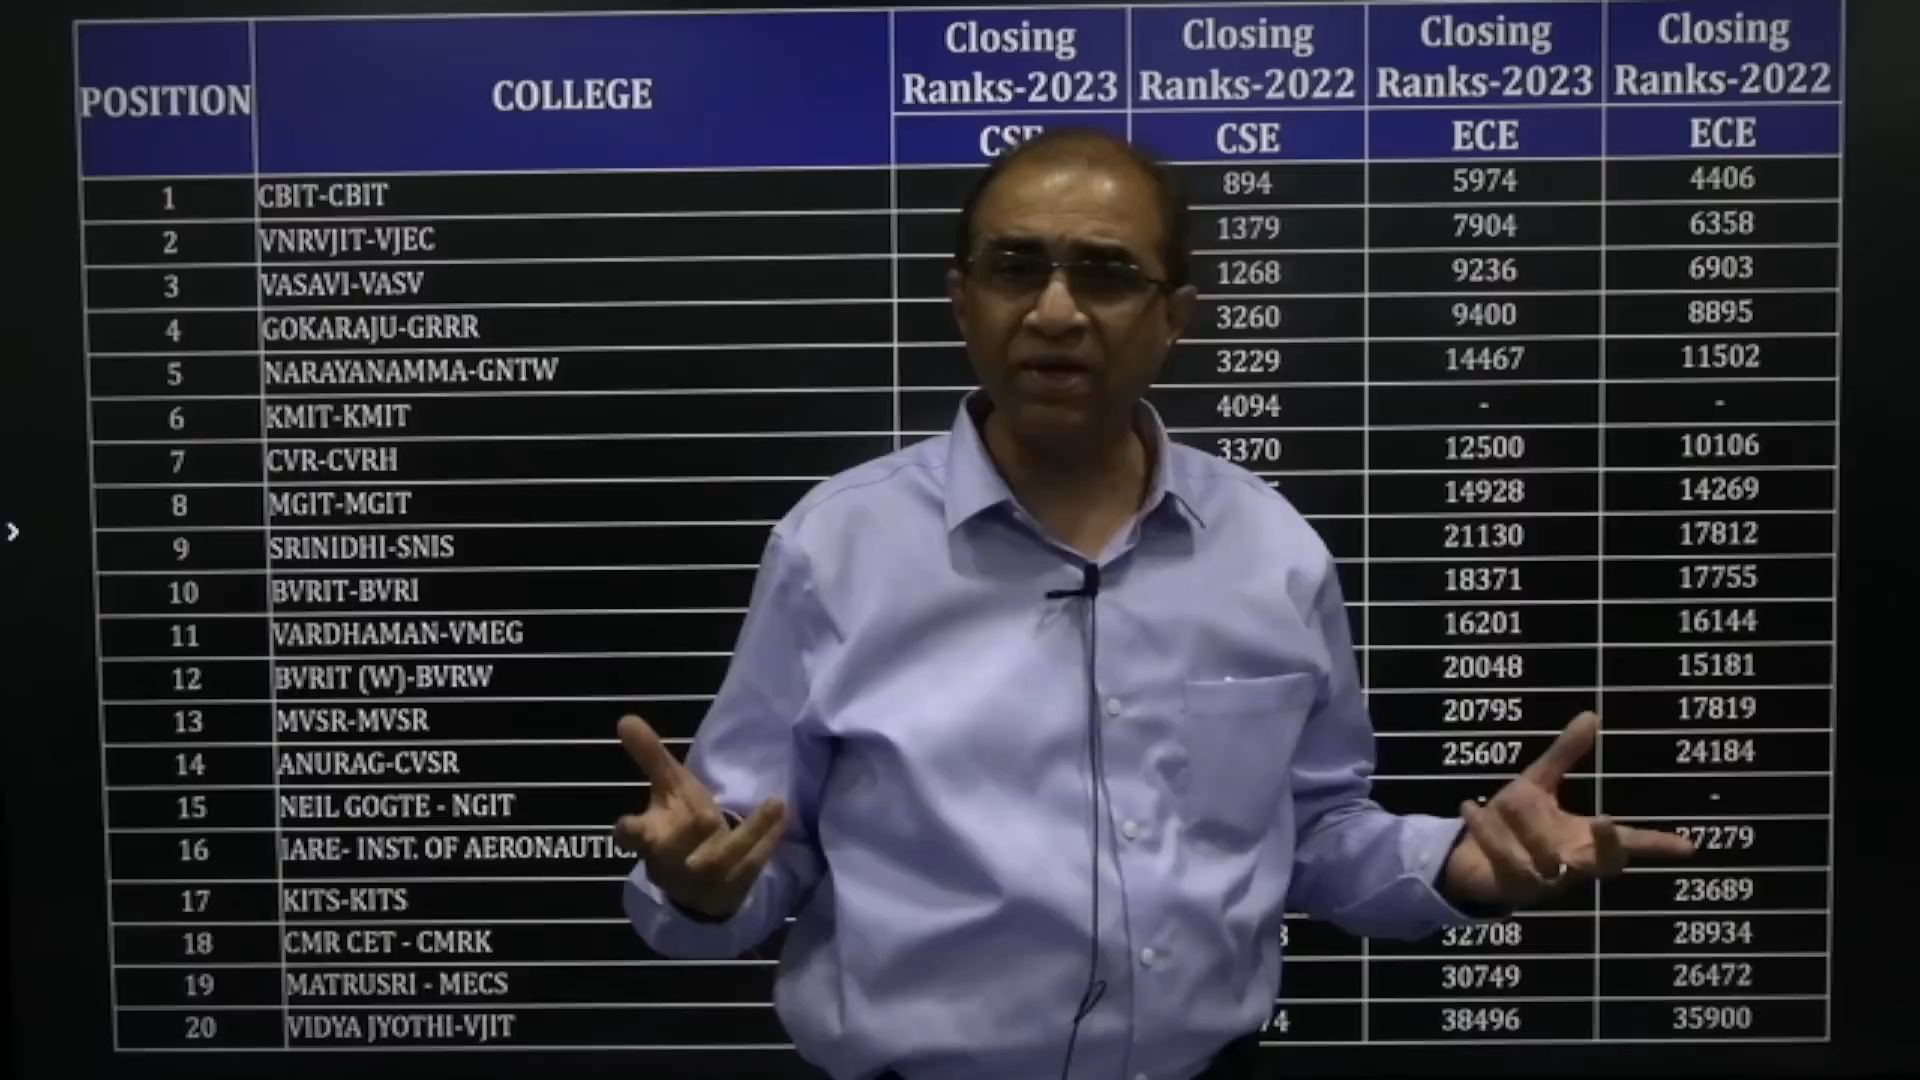 POSITION COLLEGE Closing Ranks-2023 Closing Ranks-2022 Closing Ranks-2023 Closing Ranks-2022
CSE CSE ECE ECE
1 CBIT-CBIT 894 5974 4406
2 VNRVJIT-VJEC 1379 7904 6358
3 VASAVI-VASV 1268 9236 6903
4 GOKARAJU-GRRR 3260 9400 8895
5 NARAYANAMMA-GNTW 3229 14467 11502
6 KMIT-KMIT 4094 - -
7 CVR-CVRH 3370 12500 10106
8 MGIT-MGIT 14928 14269
9 SRINIDHI-SNIS 21130 17812
10 BVRIT-BVRI 18371 17755
11 VARDHAMAN-VMEG 16201 16144
12 BVRIT (W)-BVRW 20048 15181
13 MVSR-MVSR 20795 17819
14 ANURAG-CVSR 25607 24184
15 NEIL GOGTE - NGIT - -
16 IARE- INST. OF
17 KITS-KITS 23689
18 CMR CET - CMRK 32708 28934
19 MATRUSRI - MECS 30749 26472
20 VIDYA JYOTHI-VJIT 38496 35900